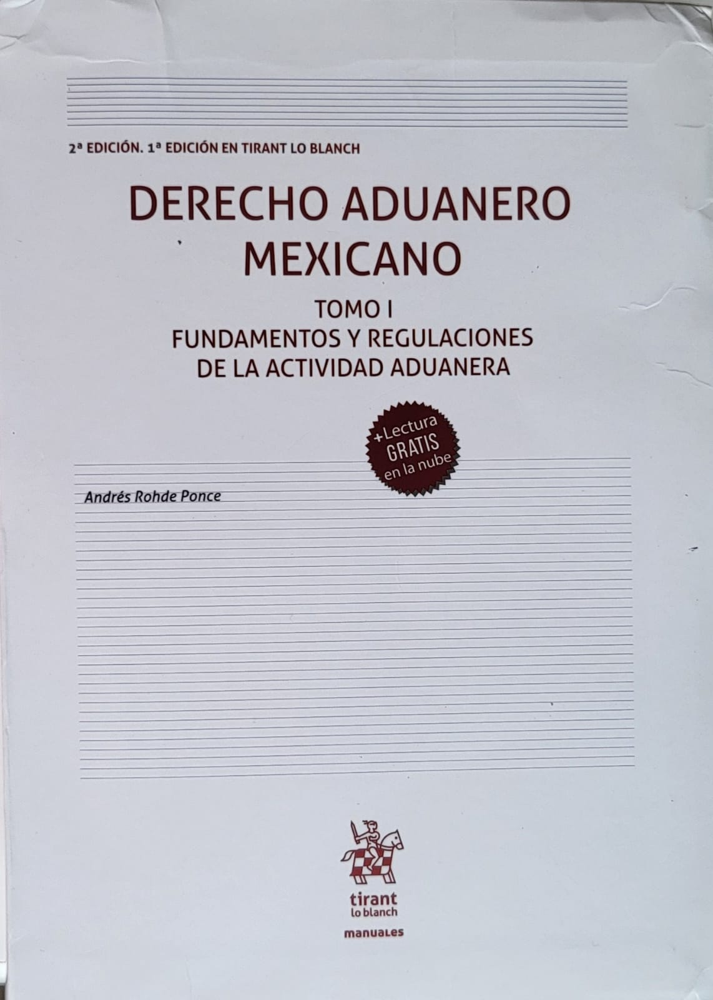 2ª EDICIÓN. 1ª EDICIÓN EN TIRANT LO BLANCH
DERECHO ADUANERO
MEXICANO
TOMO I
FUNDAMENTOS Y REGULACIONES
DE LA ACTIVIDAD ADUANERA
+Lectura
GRATIS
en la nube
Andrés Rohde Ponce
tirant
lo blanch
manuales